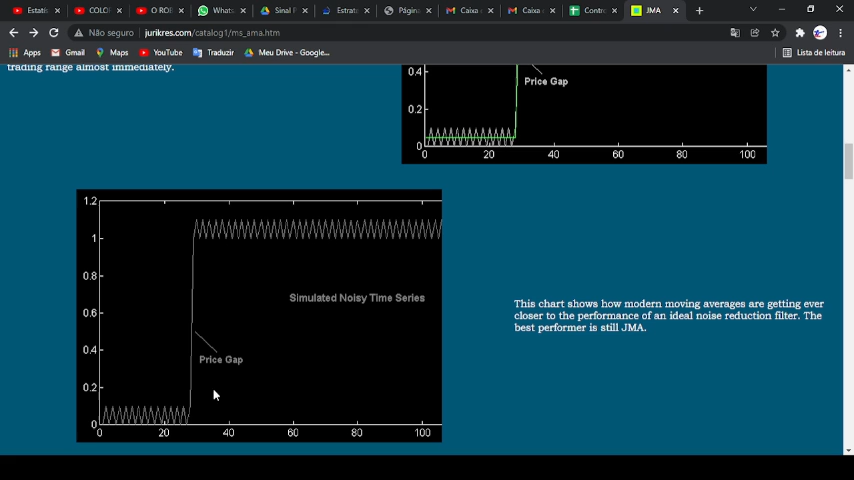 Estatís
COLO
O ROI
Whats
Sinal P
Estrate
Página
Caixa
Caixa
Contro
JMA
Não seguro
jurikres.com/catalog1/ms_ama.htm
Apps
Gmail
Maps
YouTube
Traduzir
Meu Drive - Google...
Lista de leitura
trading range almost immediately.
0.4
Price Gap
0.2
0
0 20 40 60 80 100
1.2
1
0.8
Simulated Noisy Time Series
0.6
0.4
Price Gap
0.2
0
0 20 40 60 80 100
This chart shows how modern moving averages are getting ever
closer to the performance of an ideal noise reduction filter. The
best performer is still JMA.